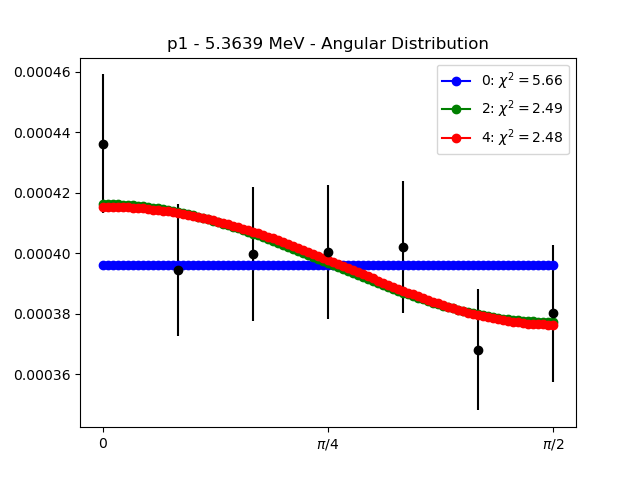 p1 - 5.3639 MeV - Angular Distribution
0.00046
0.00044
0.00042
0.00040
0.00038
0.00036
0: χ² = 5.66
2: χ² = 2.49
4: χ² = 2.48
0
π/4
π/2